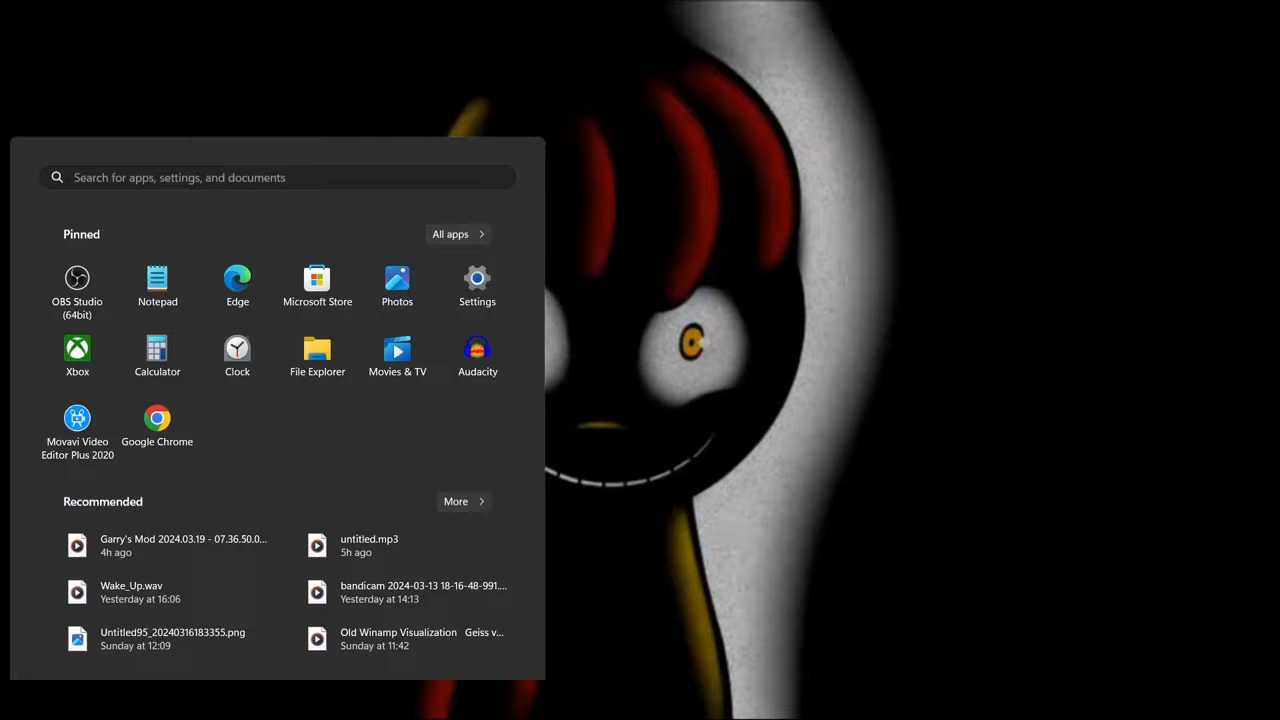 Search for apps, settings, and documents
Pinned
All apps
OBS Studio
(64bit)
Notepad
Edge
Microsoft Store
Photos
Settings
Xbox
Calculator
Clock
File Explorer
Movies & TV
Audacity
Movavi Video
Editor Plus 2020
Google Chrome
Recommended
More
Garry's Mod 2024.03.19 - 07.36.50.0...
4h ago
untitled.mp3
5h ago
Wake_Up.wav
Yesterday at 16:06
bandicam 2024-03-13 18-16-48-991....
Yesterday at 14:13
Untitled95_20240316183355.png
Sunday at 12:09
Old Winamp Visualization Geiss v...
Sunday at 11:42